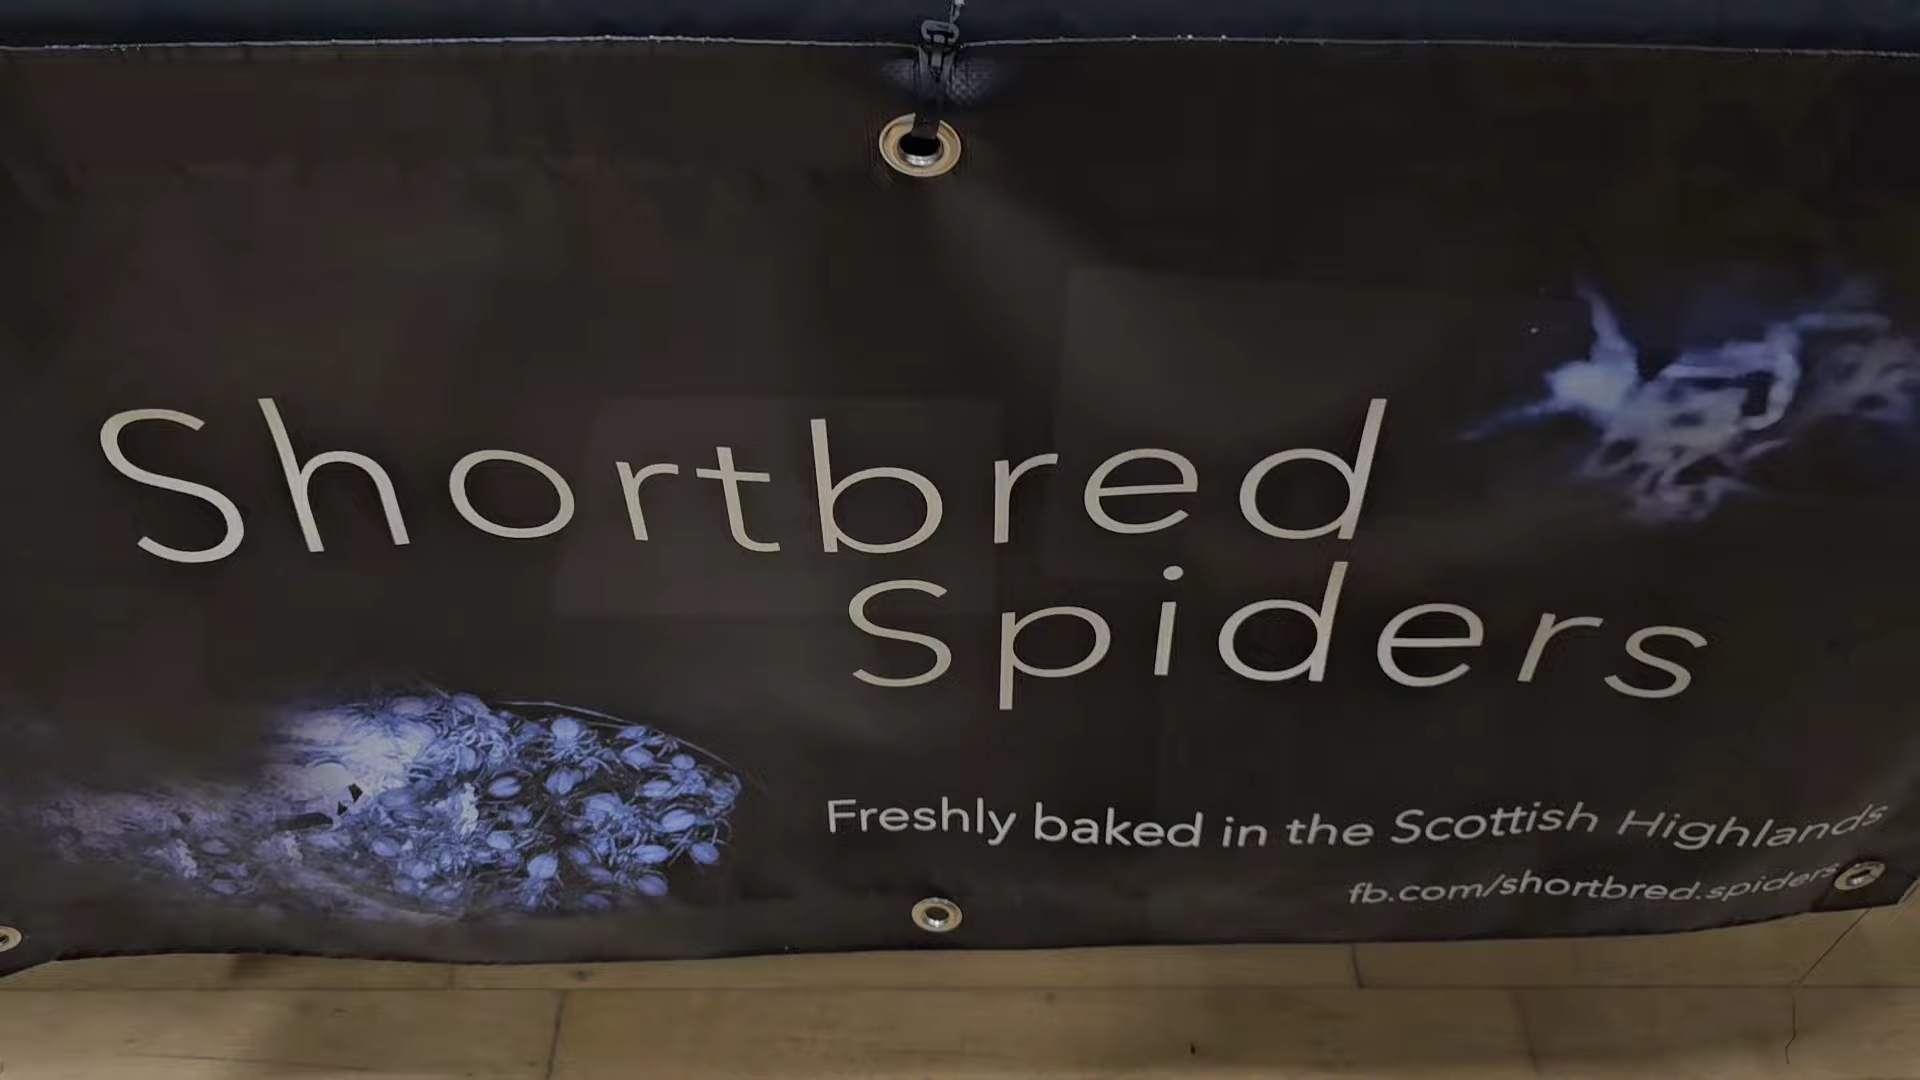 Shortbred
Spiders
Freshly baked in the Scottish Highlands
fb.com/shortbred.spiders